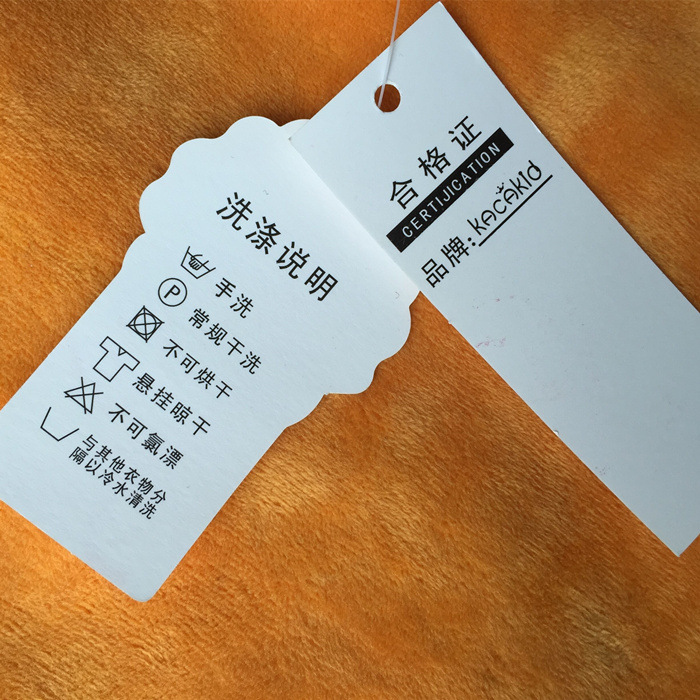 洗涤说明
手洗
P
常规干洗
不可烘干
悬挂晾干
不可氯漂
与其他衣物分
隔以冷水清洗
合格证
CERTIJICATION
品牌: KACAKID